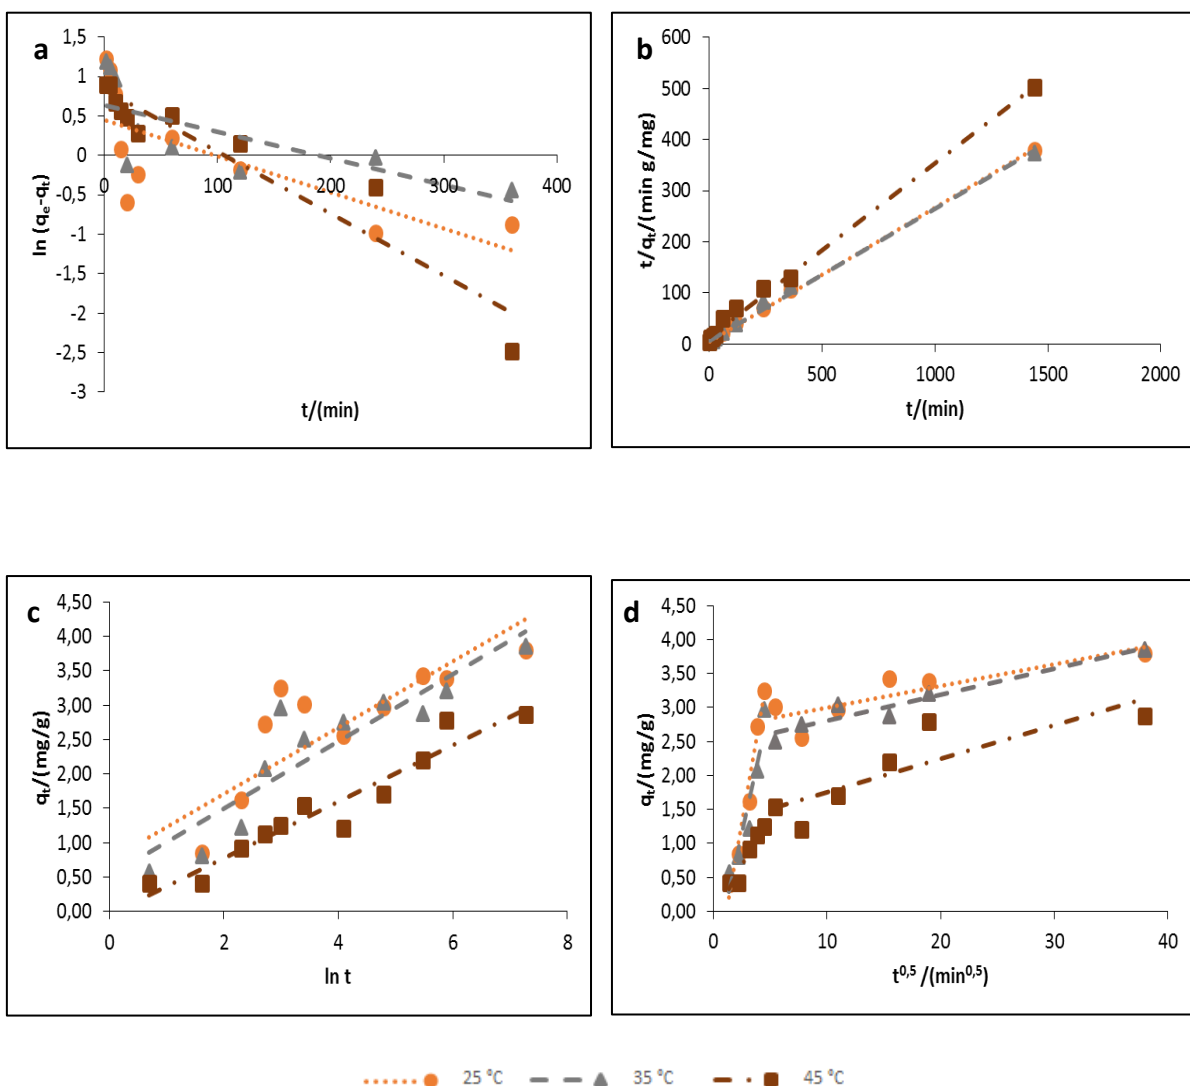 a
1,5
1
0,5
0
-0,5
-1
-1,5
-2
-2,5
-3
0 100 200 300 400
ln (qe-qt)
t/(min)
b
600
500
400
300
200
100
0
0 500 1000 1500 2000
t/qt/(min g/mg)
t/(min)
c
4,50
4,00
3,50
3,00
2,50
2,00
1,50
1,00
0,50
0,00
0 2 4 6 8
qt/(mg/g)
ln t
d
4,50
4,00
3,50
3,00
2,50
2,00
1,50
1,00
0,50
0,00
0 10 20 30 40
qt/(mg/g)
t0,5 /(min0,5)
25 °C 35 °C 45 °C